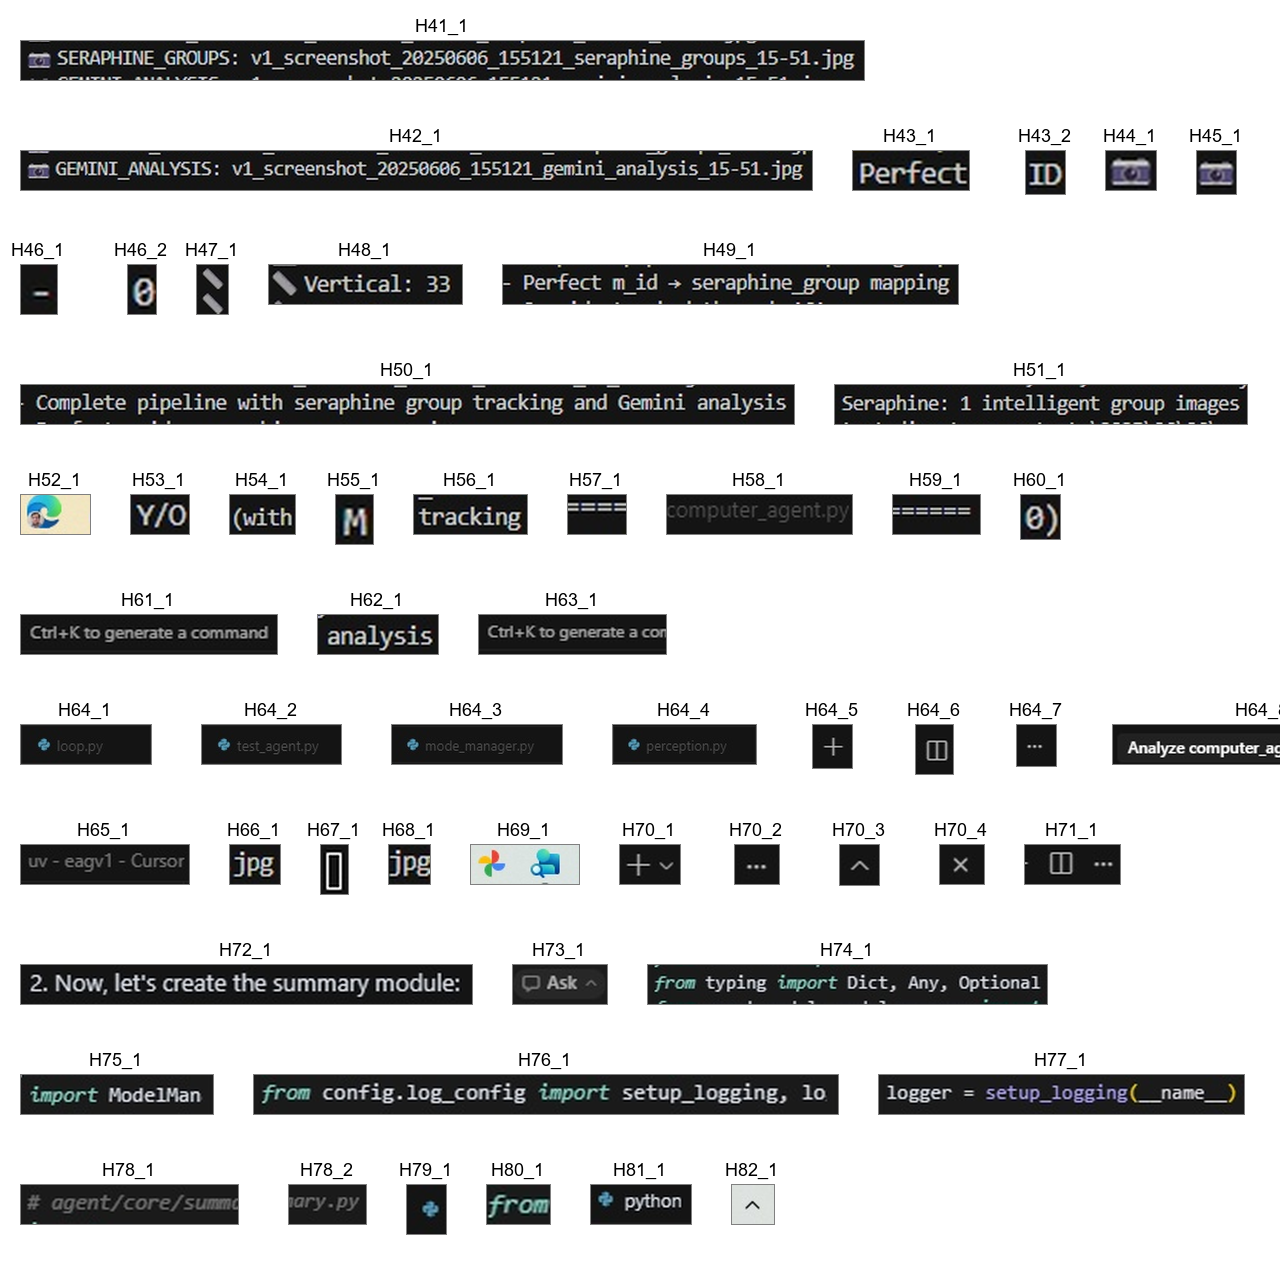 H41_1
SERAPHINE_GROUPS: v1_screenshot_20250606_155121_seraphine_groups_15-51.jpg
H42_1 H43_1 H43_2 H44_1 H45_1
GEMINI_ANALYSIS: v1_screenshot_20250606_155121_gemini_analysis_15-51.jpg Perfect ID
H46_1 H46_2 H47_1 H48_1 H49_1
- 0 Vertical: 33 - Perfect m_id → seraphine_group mapping
H50_1 H51_1
- Complete pipeline with seraphine group tracking and Gemini analysis Seraphine: 1 intelligent group images
H52_1 H53_1 H54_1 H55_1 H56_1 H57_1 H58_1 H59_1 H60_1
Y/O (with M tracking ==== computer_agent.py ====== 0)
H61_1 H62_1 H63_1
Ctrl+K to generate a command analysis Ctrl+K to generate a con
H64_1 H64_2 H64_3 H64_4 H64_5 H64_6 H64_7 H64_8
loop.py test_agent.py mode_manager.py perception.py + ... Analyze computer_ag
H65_1 H66_1 H67_1 H68_1 H69_1 H70_1 H70_2 H70_3 H70_4 H71_1
uv - eagv1 - Cursor jpg jpg + ... ...
H72_1 H73_1 H74_1
2. Now, let's create the summary module: Ask from typing import Dict, Any, Optional
H75_1 H76_1 H77_1
import ModelMan from config.log_config import setup_logging, lo logger = setup_logging(__name__)
H78_1 H78_2 H79_1 H80_1 H81_1 H82_1
# agent/core/summa ary.py from python